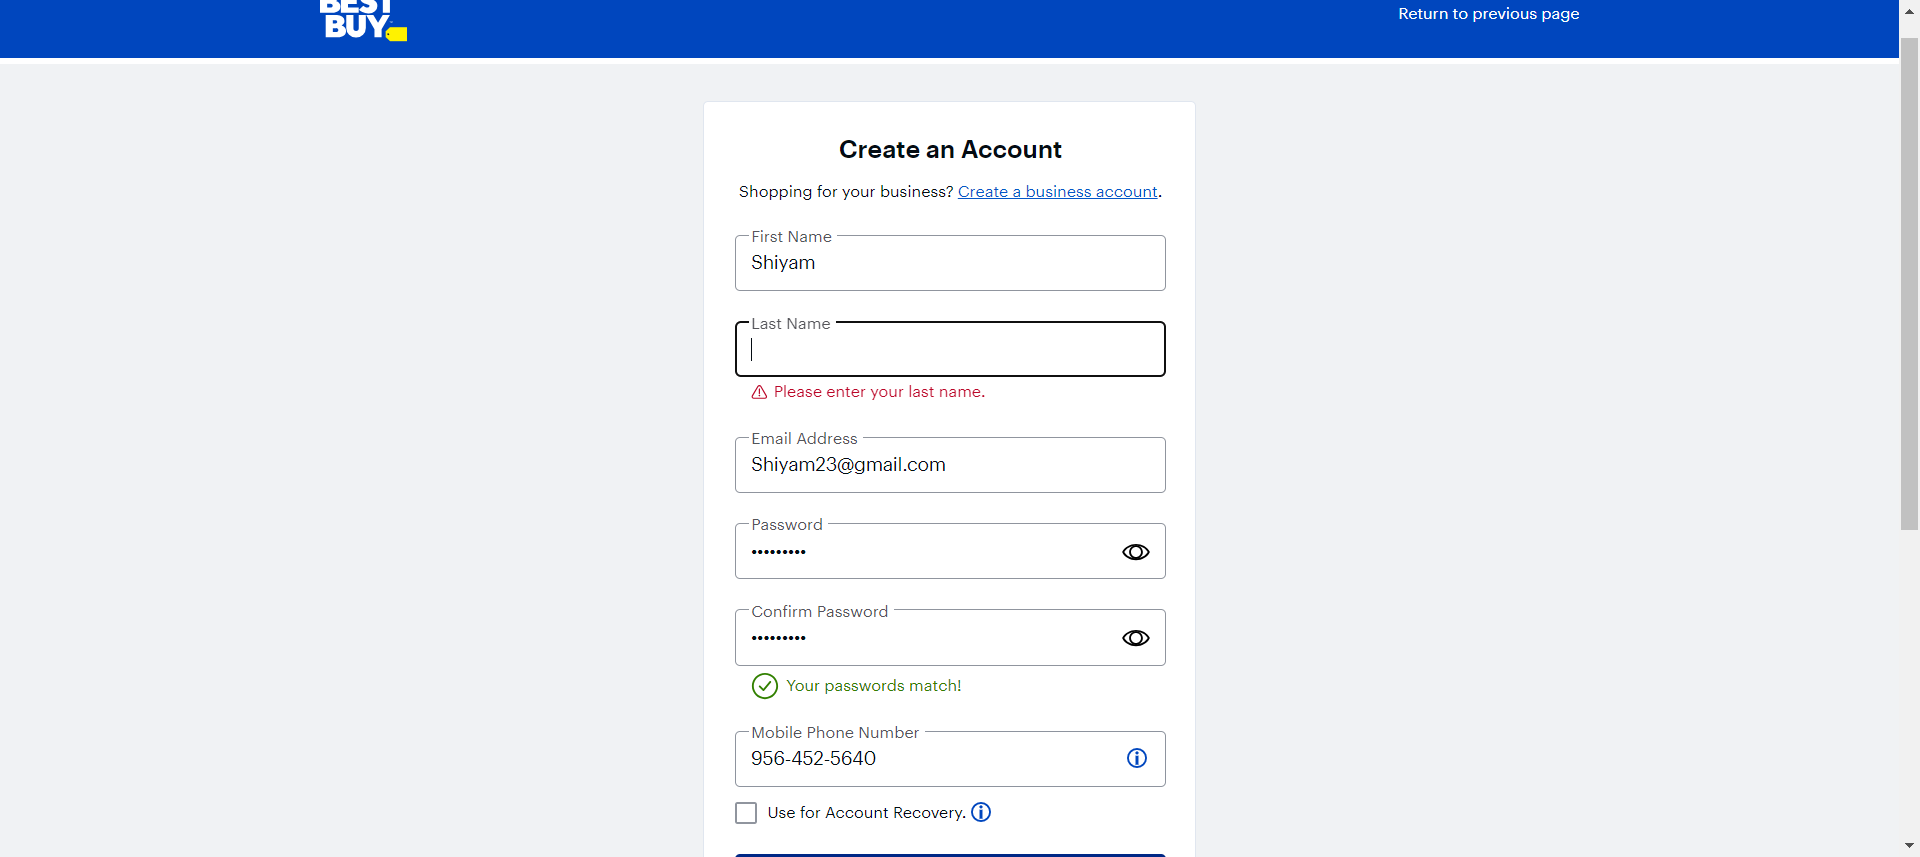 BEST
BUY
Return to previous page
Create an Account
Shopping for your business? Create a business account.
First Name
Shiyam
Last Name
Please enter your last name.
Email Address
Shiyam23@gmail.com
Password
•••••••••
Confirm Password
•••••••••
Your passwords match!
Mobile Phone Number
956-452-5640
Use for Account Recovery.